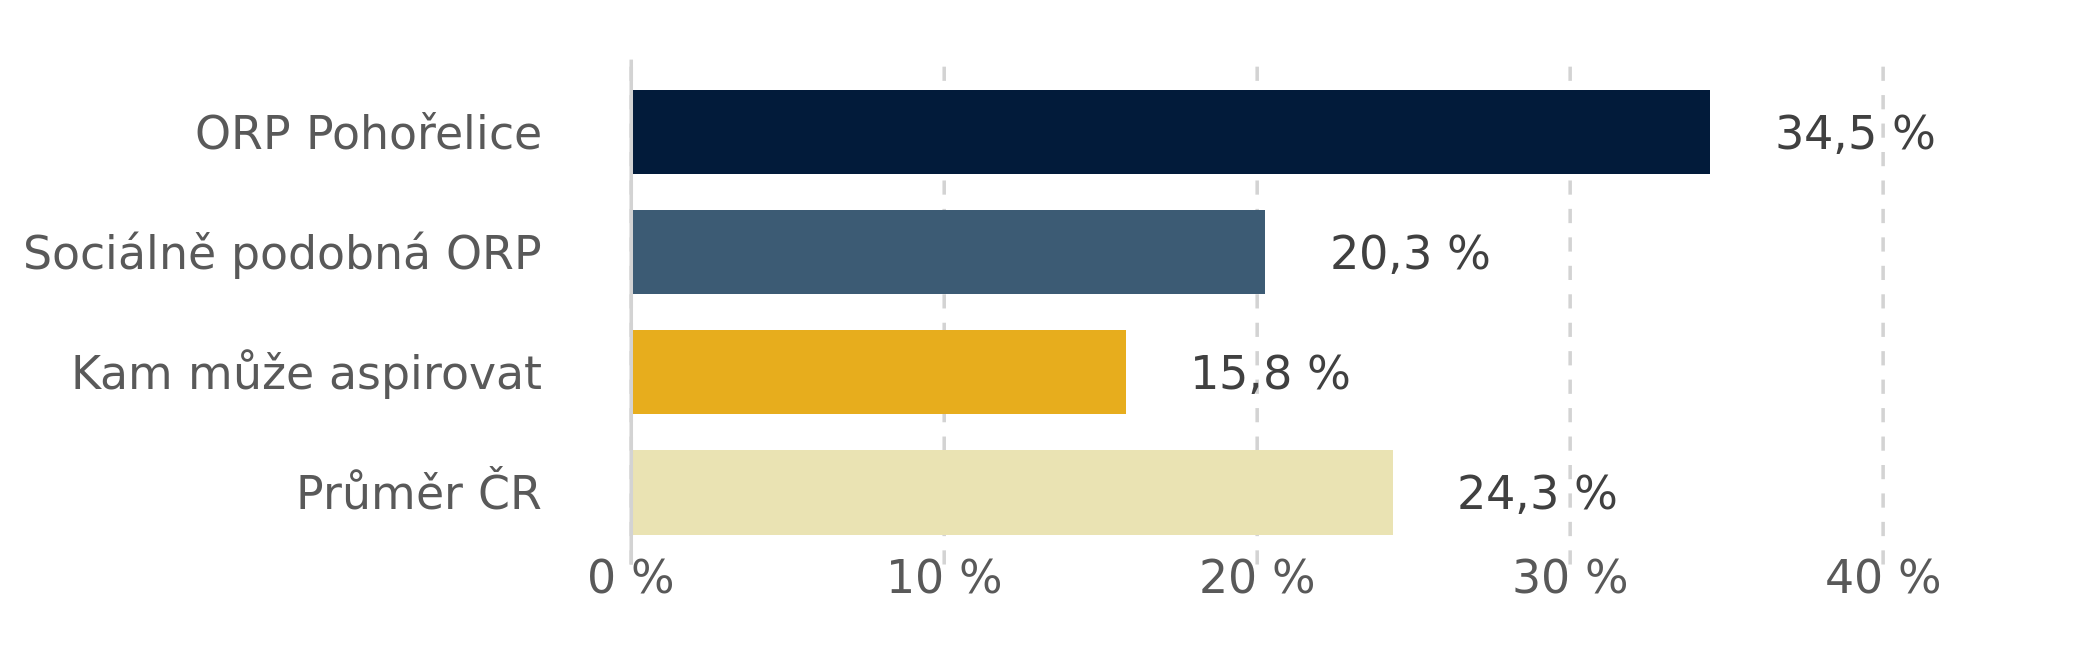 ORP Pohořelice
34,5 %
Sociálně podobná ORP
20,3 %
Kam může aspirovat
15,8 %
Průměr ČR
24,3 %
0 % 10 % 20 % 30 % 40 %